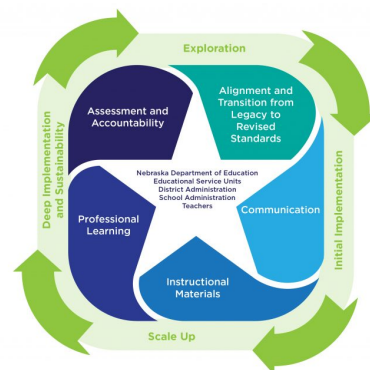 Exploration
Assessment and
Accountability
Alignment and
Transition from
Legacy to
Revised
Standards
Nebraska Department of Education
Educational Service Units
District Administration
School Administration
Teachers
Deep Implementation
and Sustainability
Professional
Learning
Communication
Initial Implementation
Instructional
Materials
Scale Up